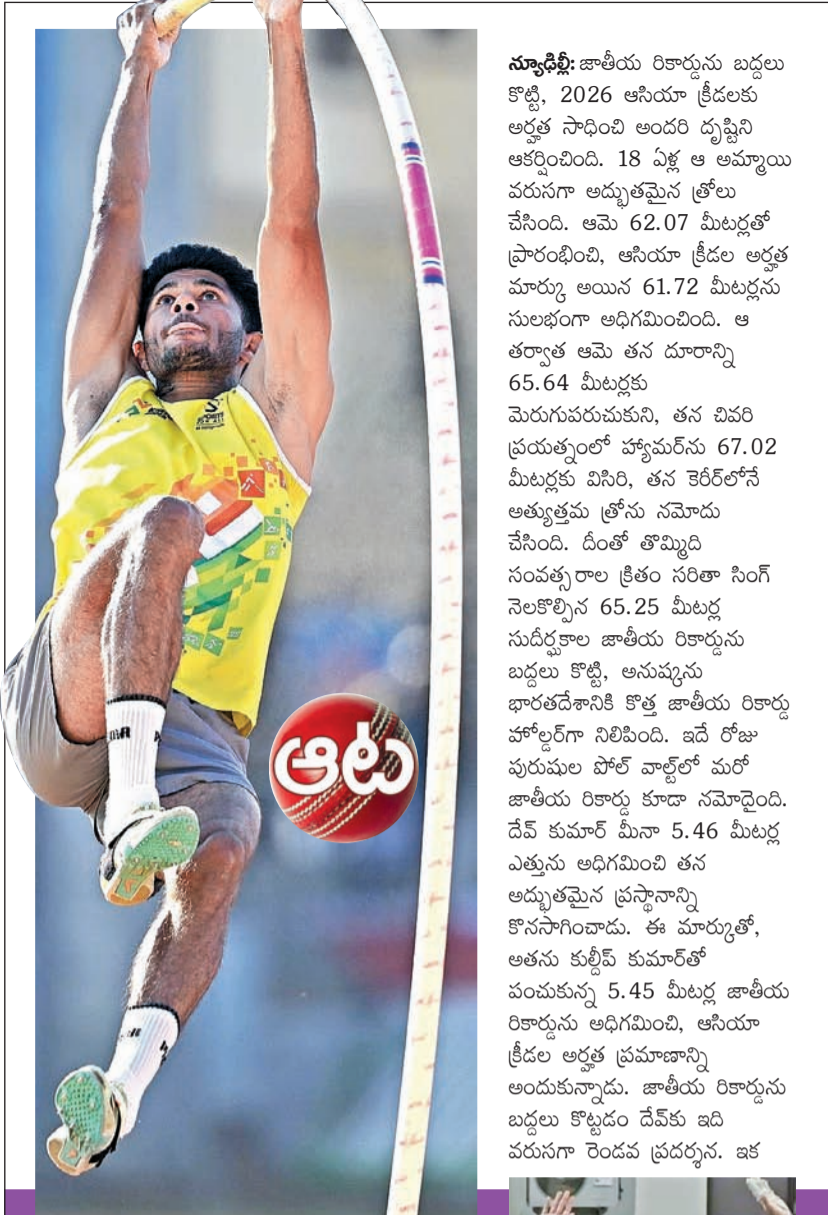 న్యూఢిల్లీ: జాతీయ రికార్డును బద్దలు
కొట్టి, 2026 ఆసియా క్రీడలకు
అర్హత సాధించి అందరి దృష్టిని
ఆకర్షించింది. 18 ఏళ్ల ఆ అమ్మాయి
వరుసగా అద్భుతమైన త్రోలు
చేసింది. ఆమె 62.07 మీటర్లతో
ప్రారంభించి, ఆసియా క్రీడల అర్హత
మార్కు అయిన 61.72 మీటర్లను
సులభంగా అధిగమించింది. ఆ
తర్వాత ఆమె తన దూరాన్ని
65.64 మీటర్లకు
మెరుగుపరుచుకుని, తన చివరి
ప్రయత్నంలో హ్యామర్‌ను 67.02
మీటర్లకు విసిరి, తన కెరీర్‌లోనే
అత్యుత్తమ త్రోను నమోదు
చేసింది. దీంతో తొమ్మిది
సంవత్సరాల క్రితం సరితా సింగ్
నెలకొల్పిన 65.25 మీటర్ల
సుదీర్ఘకాల జాతీయ రికార్డును
బద్దలు కొట్టి, అనుష్కను
భారతదేశానికి కొత్త జాతీయ రికార్డు
హోల్డర్‌గా నిలిపింది. ఇదే రోజు
పురుషుల పోల్ వాల్ట్‌లో మరో
జాతీయ రికార్డు కూడా నమోదైంది.
దేవ్ కుమార్ మీనా 5.46 మీటర్ల
ఎత్తును అధిగమించి తన
అద్భుతమైన ప్రస్థానాన్ని
కొనసాగించాడు. ఈ మార్కుతో,
అతను కుల్దీప్ కుమార్‌తో
పంచుకున్న 5.45 మీటర్ల జాతీయ
రికార్డును అధిగమించి, ఆసియా
క్రీడల అర్హత ప్రమాణాన్ని
అందుకున్నాడు. జాతీయ రికార్డును
బద్దలు కొట్టడం దేవ్‌కు ఇది
వరుసగా రెండవ ప్రదర్శన. ఇక
ఆట